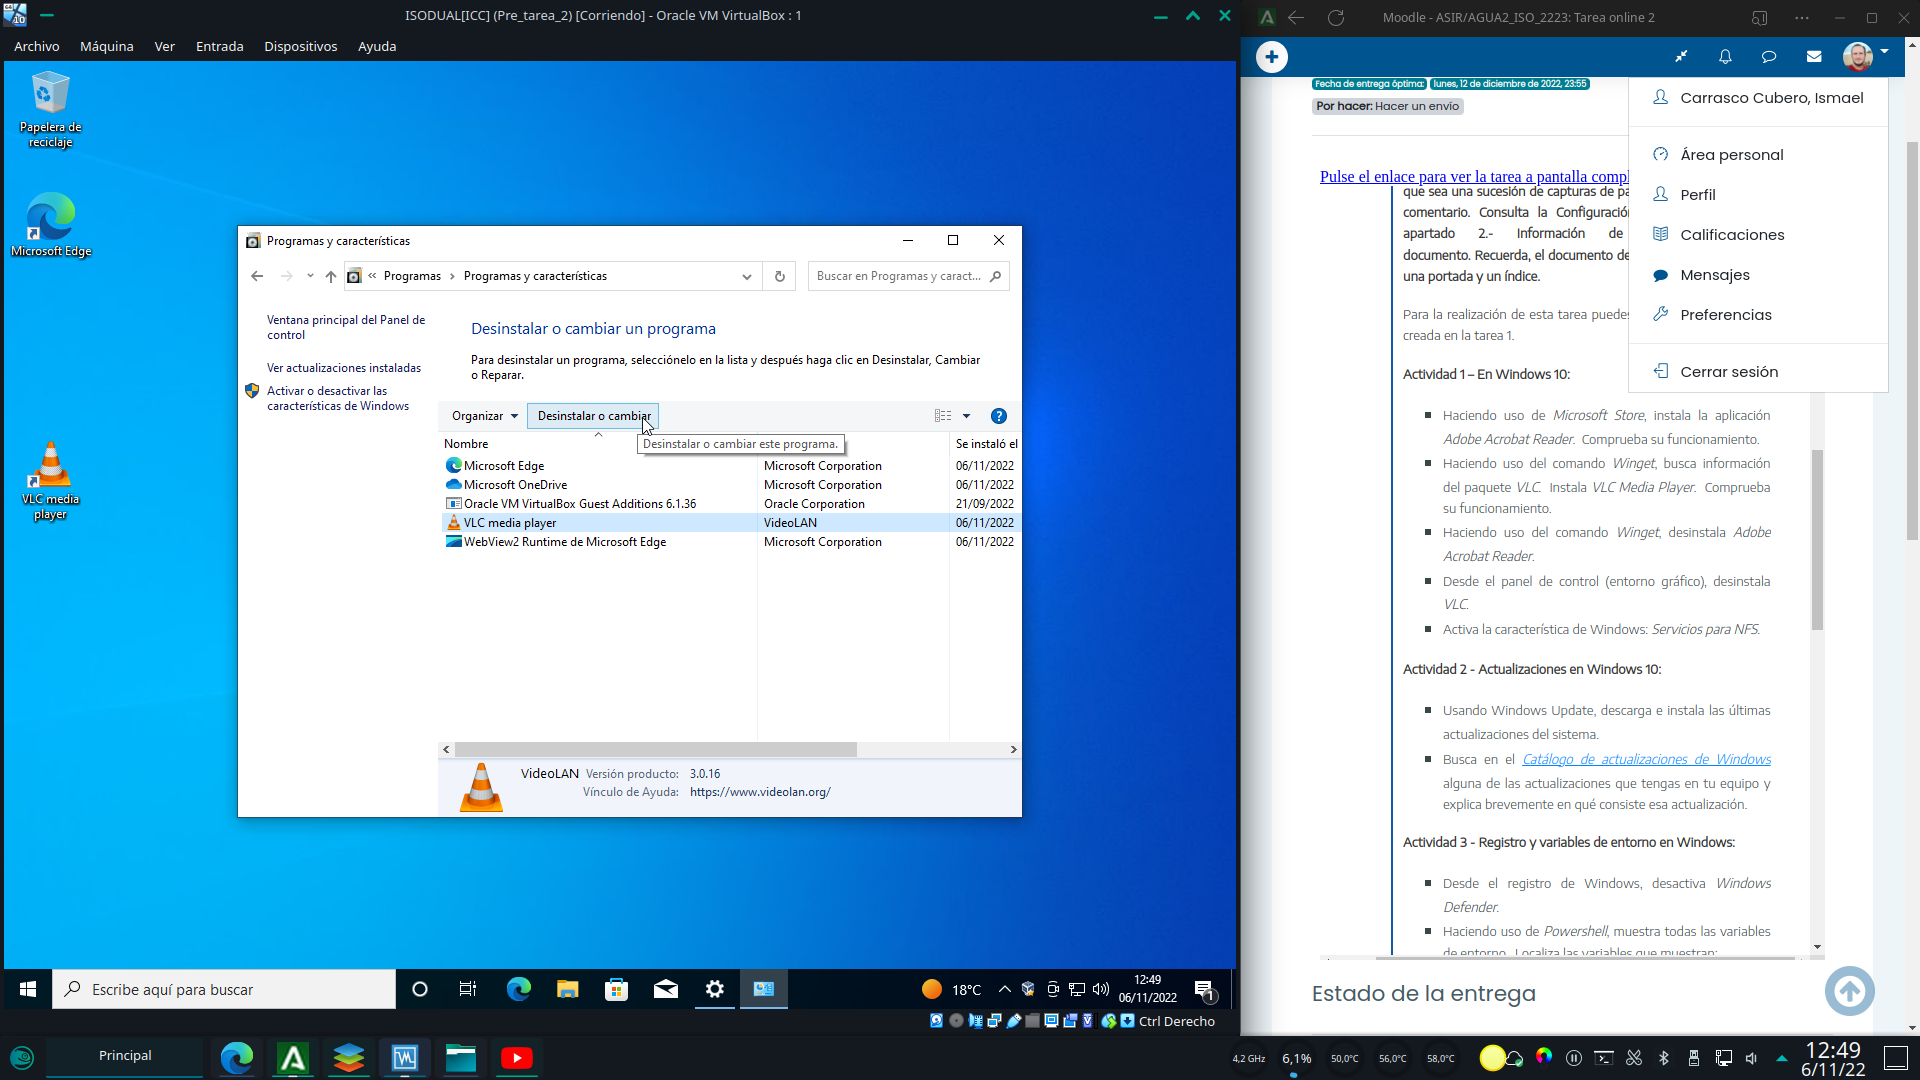 ISODUAL[ICC] (Pre_tarea_2) [Corriendo] - Oracle VM VirtualBox : 1
Archivo Máquina Ver Entrada Dispositivos Ayuda
Papelera de
reciclaje
Microsoft Edge
VLC media
player
Programas y características
« Programas › Programas y características
Buscar en Programas y caract...
Ventana principal del Panel de
control
Ver actualizaciones instaladas
Activar o desactivar las
características de Windows
Desinstalar o cambiar un programa
Para desinstalar un programa, selecciónelo en la lista y después haga clic en Desinstalar, Cambiar
o Reparar.
Organizar Desinstalar o cambiar
Desinstalar o cambiar este programa.
Nombre Se instaló el
Microsoft Edge Microsoft Corporation 06/11/2022
Microsoft OneDrive Microsoft Corporation 06/11/2022
Oracle VM VirtualBox Guest Additions 6.1.36 Oracle Corporation 21/09/2022
VLC media player VideoLAN 06/11/2022
WebView2 Runtime de Microsoft Edge Microsoft Corporation 06/11/2022
VideoLAN Versión producto: 3.0.16
Vínculo de Ayuda: https://www.videolan.org/
Escribe aquí para buscar
18°C
12:49
06/11/2022
1
Ctrl Derecho
Moodle - ASIR/AGUA2_ISO_2223: Tarea online 2
Fecha de entrega óptima: lunes, 12 de diciembre de 2022, 23:55
Por hacer: Hacer un envío
Pulse el enlace para ver la tarea a pantalla compl
que sea una sucesión de capturas de pa
comentario. Consulta la Configuració
apartado 2.- Información de
documento. Recuerda, el documento de
una portada y un índice.
Para la realización de esta tarea puedes
creada en la tarea 1.
Carrasco Cubero, Ismael
Área personal
Perfil
Calificaciones
Mensajes
Preferencias
Cerrar sesión
Actividad 1 – En Windows 10:
Haciendo uso de Microsoft Store, instala la aplicación
Adobe Acrobat Reader. Comprueba su funcionamiento.
Haciendo uso del comando Winget, busca información
del paquete VLC. Instala VLC Media Player. Comprueba
su funcionamiento.
Haciendo uso del comando Winget, desinstala Adobe
Acrobat Reader.
Desde el panel de control (entorno gráfico), desinstala
VLC.
Activa la característica de Windows: Servicios para NFS.
Actividad 2 - Actualizaciones en Windows 10:
Usando Windows Update, descarga e instala las últimas
actualizaciones del sistema.
Busca en el Catálogo de actualizaciones de Windows
alguna de las actualizaciones que tengas en tu equipo y
explica brevemente en qué consiste esa actualización.
Actividad 3 - Registro y variables de entorno en Windows:
Desde el registro de Windows, desactiva Windows
Defender.
Haciendo uso de Powershell, muestra todas las variables
de entorno. Localiza las variables que muestran:
Estado de la entrega
Principal
4,2 GHz 6,1% 50,0°C 56,0°C 58,0°C
12:49
6/11/22